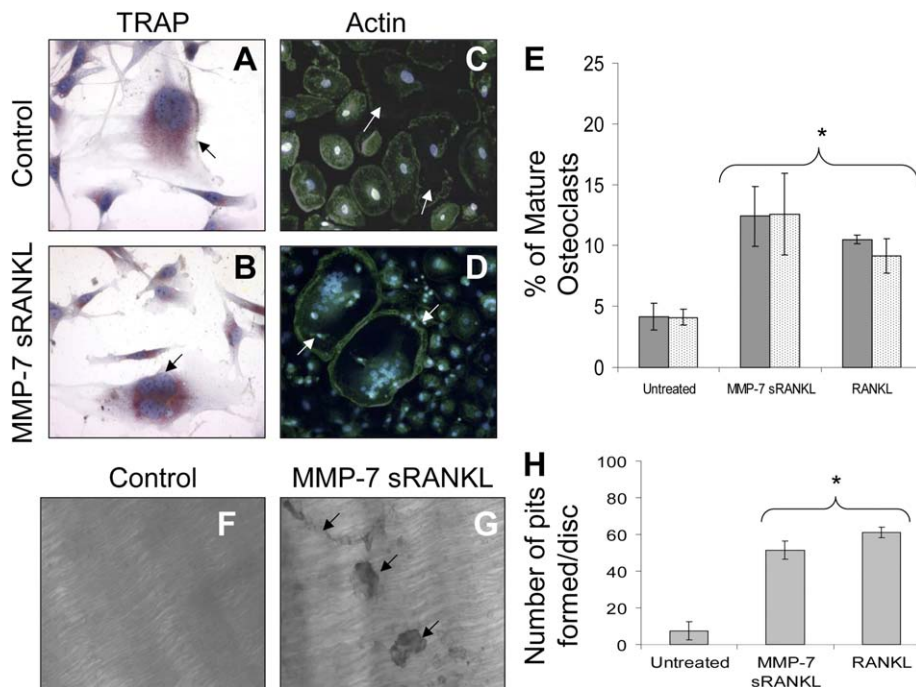 TRAP
Actin
Control
A
C
MMP-7 sRANKL
B
D
E
% of Mature
Osteoclasts
25
20
15
10
5
0
*
Untreated
MMP-7 sRANKL
RANKL
Control
MMP-7 sRANKL
F
G
H
Number of pits
formed/disc
100
80
60
40
20
0
*
Untreated
MMP-7
sRANKL
RANKL